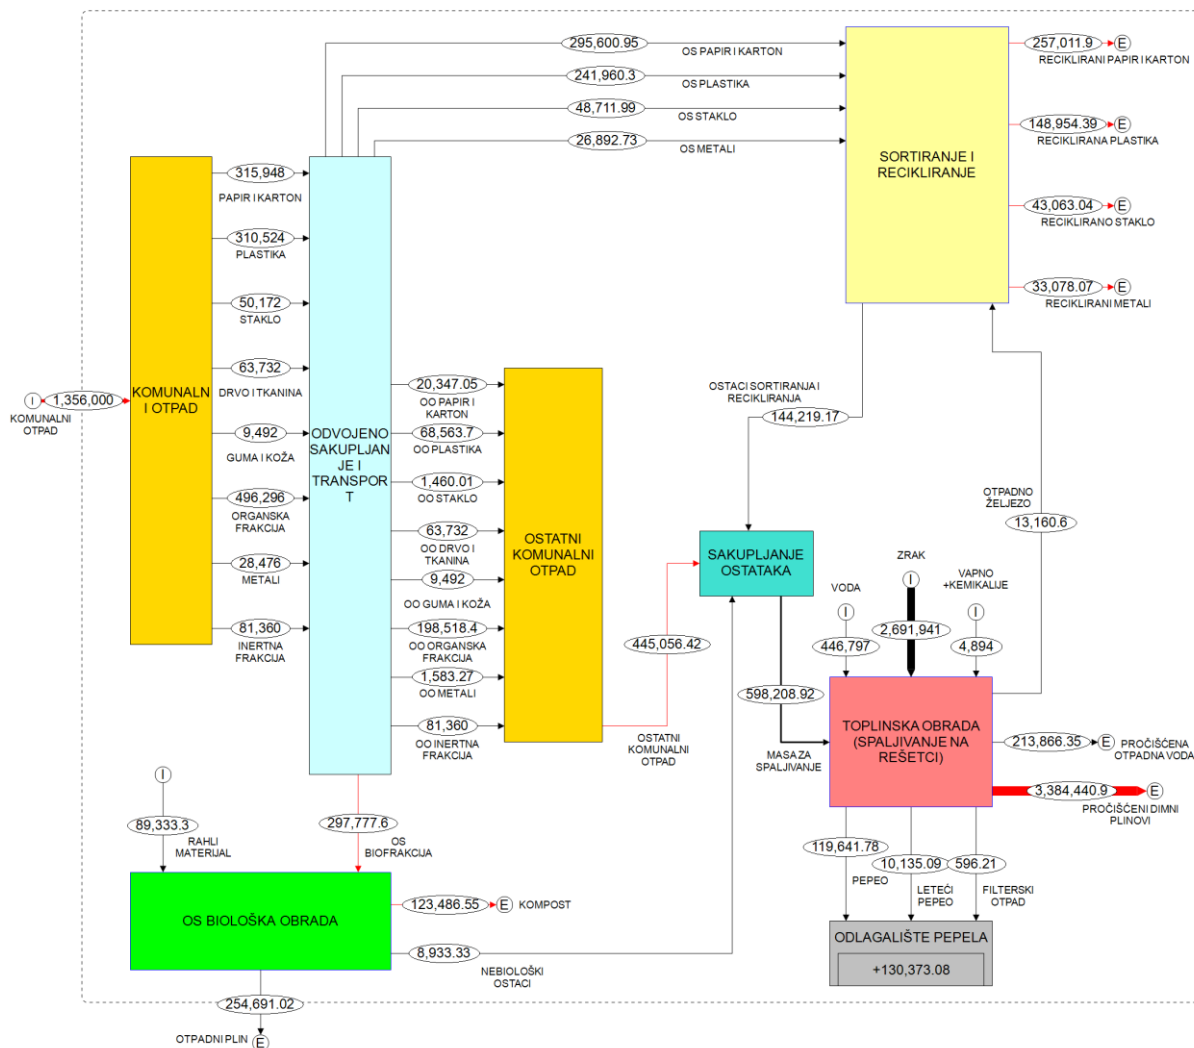 295,600.95
OS PAPIR I KARTON
257,011.9
E
RECIKLIRANI PAPIR I KARTON
241,960.3
OS PLASTIKA
48,711.99
OS STAKLO
148,954.39
E
RECIKLIRANA PLASTIKA
26,892.73
OS METALI
SORTIRANJE I
RECIKLIRANJE
43,063.04
E
RECIKLIRANO STAKLO
33,078.07
E
RECIKLIRANI METALI
315,948
PAPIR I KARTON
310,524
PLASTIKA
50,172
STAKLO
63,732
DRVO I TKANINA
9,492
GUMA I KOŽA
496,296
ORGANSKA
FRAKCIJA
28,476
METALI
81,360
INERTNA
FRAKCIJA
I
1,356,000
KOMUNALNI
OTPAD
KOMUNALN
I OTPAD
ODVOJENO
SAKUPLJAN
JE I
TRANSPOR
T
20,347.05
OO PAPIR I
KARTON
68,563.7
OO PLASTIKA
1,460.01
OO STAKLO
63,732
OO DRVO I
TKANINA
9,492
OO GUMA I KOŽA
198,518.4
OO ORGANSKA
FRAKCIJA
1,583.27
OO METALI
81,360
OO INERTNA
FRAKCIJA
OSTATNI
KOMUNALNI
OTPAD
OSTACI SORTIRANJA I
RECIKLIRANJA
144,219.17
OTPADNO
ŽELJEZO
13,160.6
SAKUPLJANJE
OSTATAKA
445,056.42
OSTATNI
KOMUNALNI
OTPAD
598,208.92
MASA ZA
SPALJIVANJE
VODA
I
446,797
ZRAK
I
2,691,941
VAPNO
+KEMIKALIJE
I
4,894
TOPLINSKA OBRADA
(SPALJIVANJE NA
REŠETCI)
213,866.35
E
PROČIŠĆENA
OTPADNA VODA
3,384,440.9
E
PROČIŠĆENI DIMNI
PLINOVI
119,641.78
PEPEO
10,135.09
LETEĆI
PEPEO
596.21
FILTERSKI
OTPAD
ODLAGALIŠTE PEPELA
+130,373.08
I
89,333.3
RAHLI
MATERIJAL
297,777.6
OS
BIOFRAKCIJA
OS BIOLOŠKA OBRADA
123,486.55
E
KOMPOST
8,933.33
NEBIOLOŠKI
OSTACI
254,691.02
OTPADNI PLIN
E